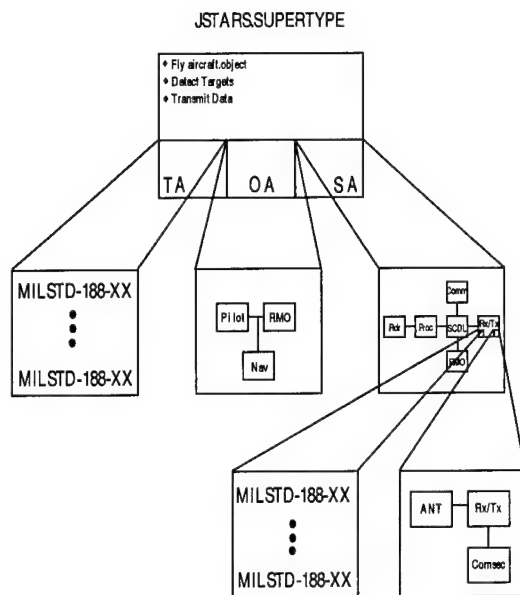 JSTARS.SUPERTYPE
♦ Fly aircraft.object
♦ Detect Targets
♦ Transmit Data
TA OA SA
MILSTD-188-XX
MILSTD-188-XX
Pilot RMO
Nav
Comm
Rdr Proc SCDL Rx/Tx
RMO
MILSTD-188-XX
MILSTD-188-XX
ANT Rx/Tx
Comsec